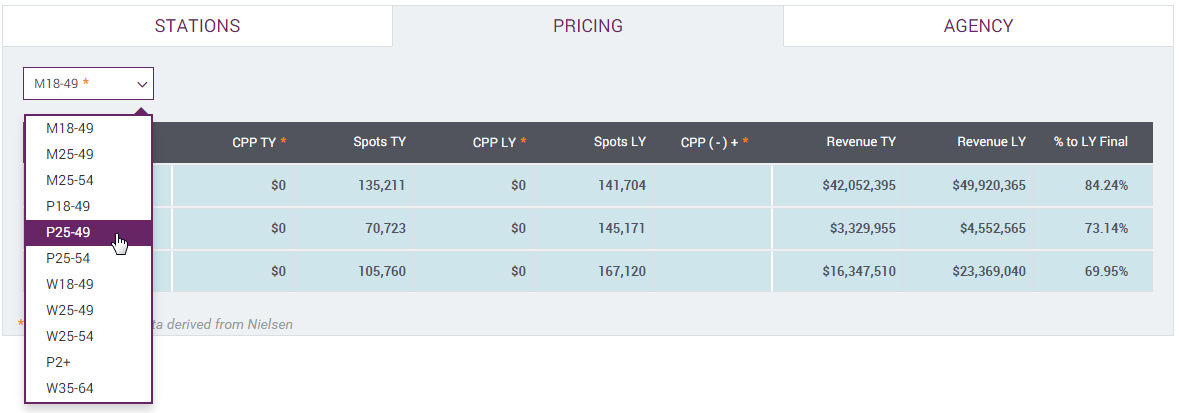 STATIONS PRICING AGENCY
M18-49 *
CPP TY * Spots TY CPP LY * Spots LY CPP ( - ) + * Revenue TY Revenue LY % to LY Final
$0 135,211 $0 141,704 $42,052,395 $49,920,365 84.24%
$0 70,723 $0 145,171 $3,329,955 $4,552,565 73.14%
$0 105,760 $0 167,120 $16,347,510 $23,369,040 69.95%
M18-49
M25-49
M25-54
P18-49
P25-49
P25-54
W18-49
W25-49
W25-54
P2+
W35-64
* derived from Nielsen